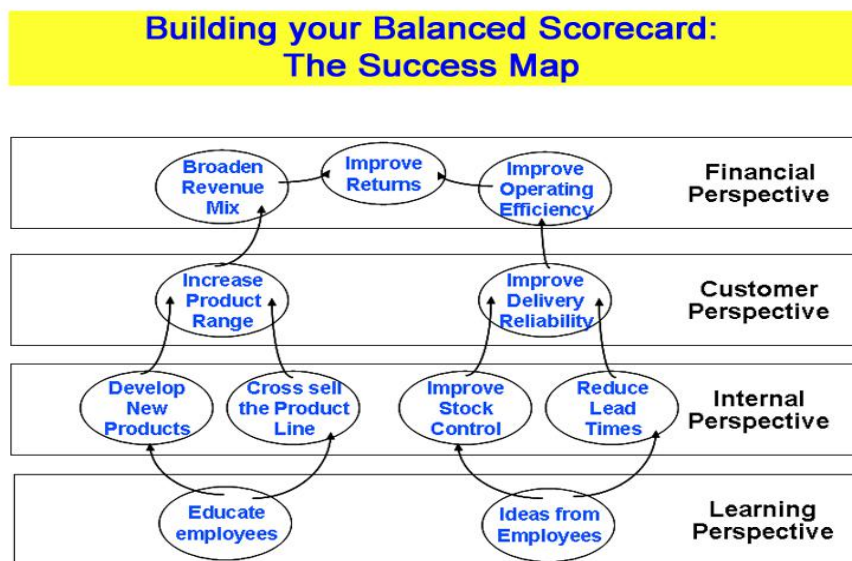 Building your Balanced Scorecard:
The Success Map
Broaden
Revenue
Mix
Improve
Returns
Improve
Operating
Efficiency
Financial
Perspective
Increase
Product
Range
Improve
Delivery
Reliability
Customer
Perspective
Develop
New
Products
Cross sell
the Product
Line
Improve
Stock
Control
Reduce
Lead
Times
Internal
Perspective
Educate
employees
Ideas from
Employees
Learning
Perspective